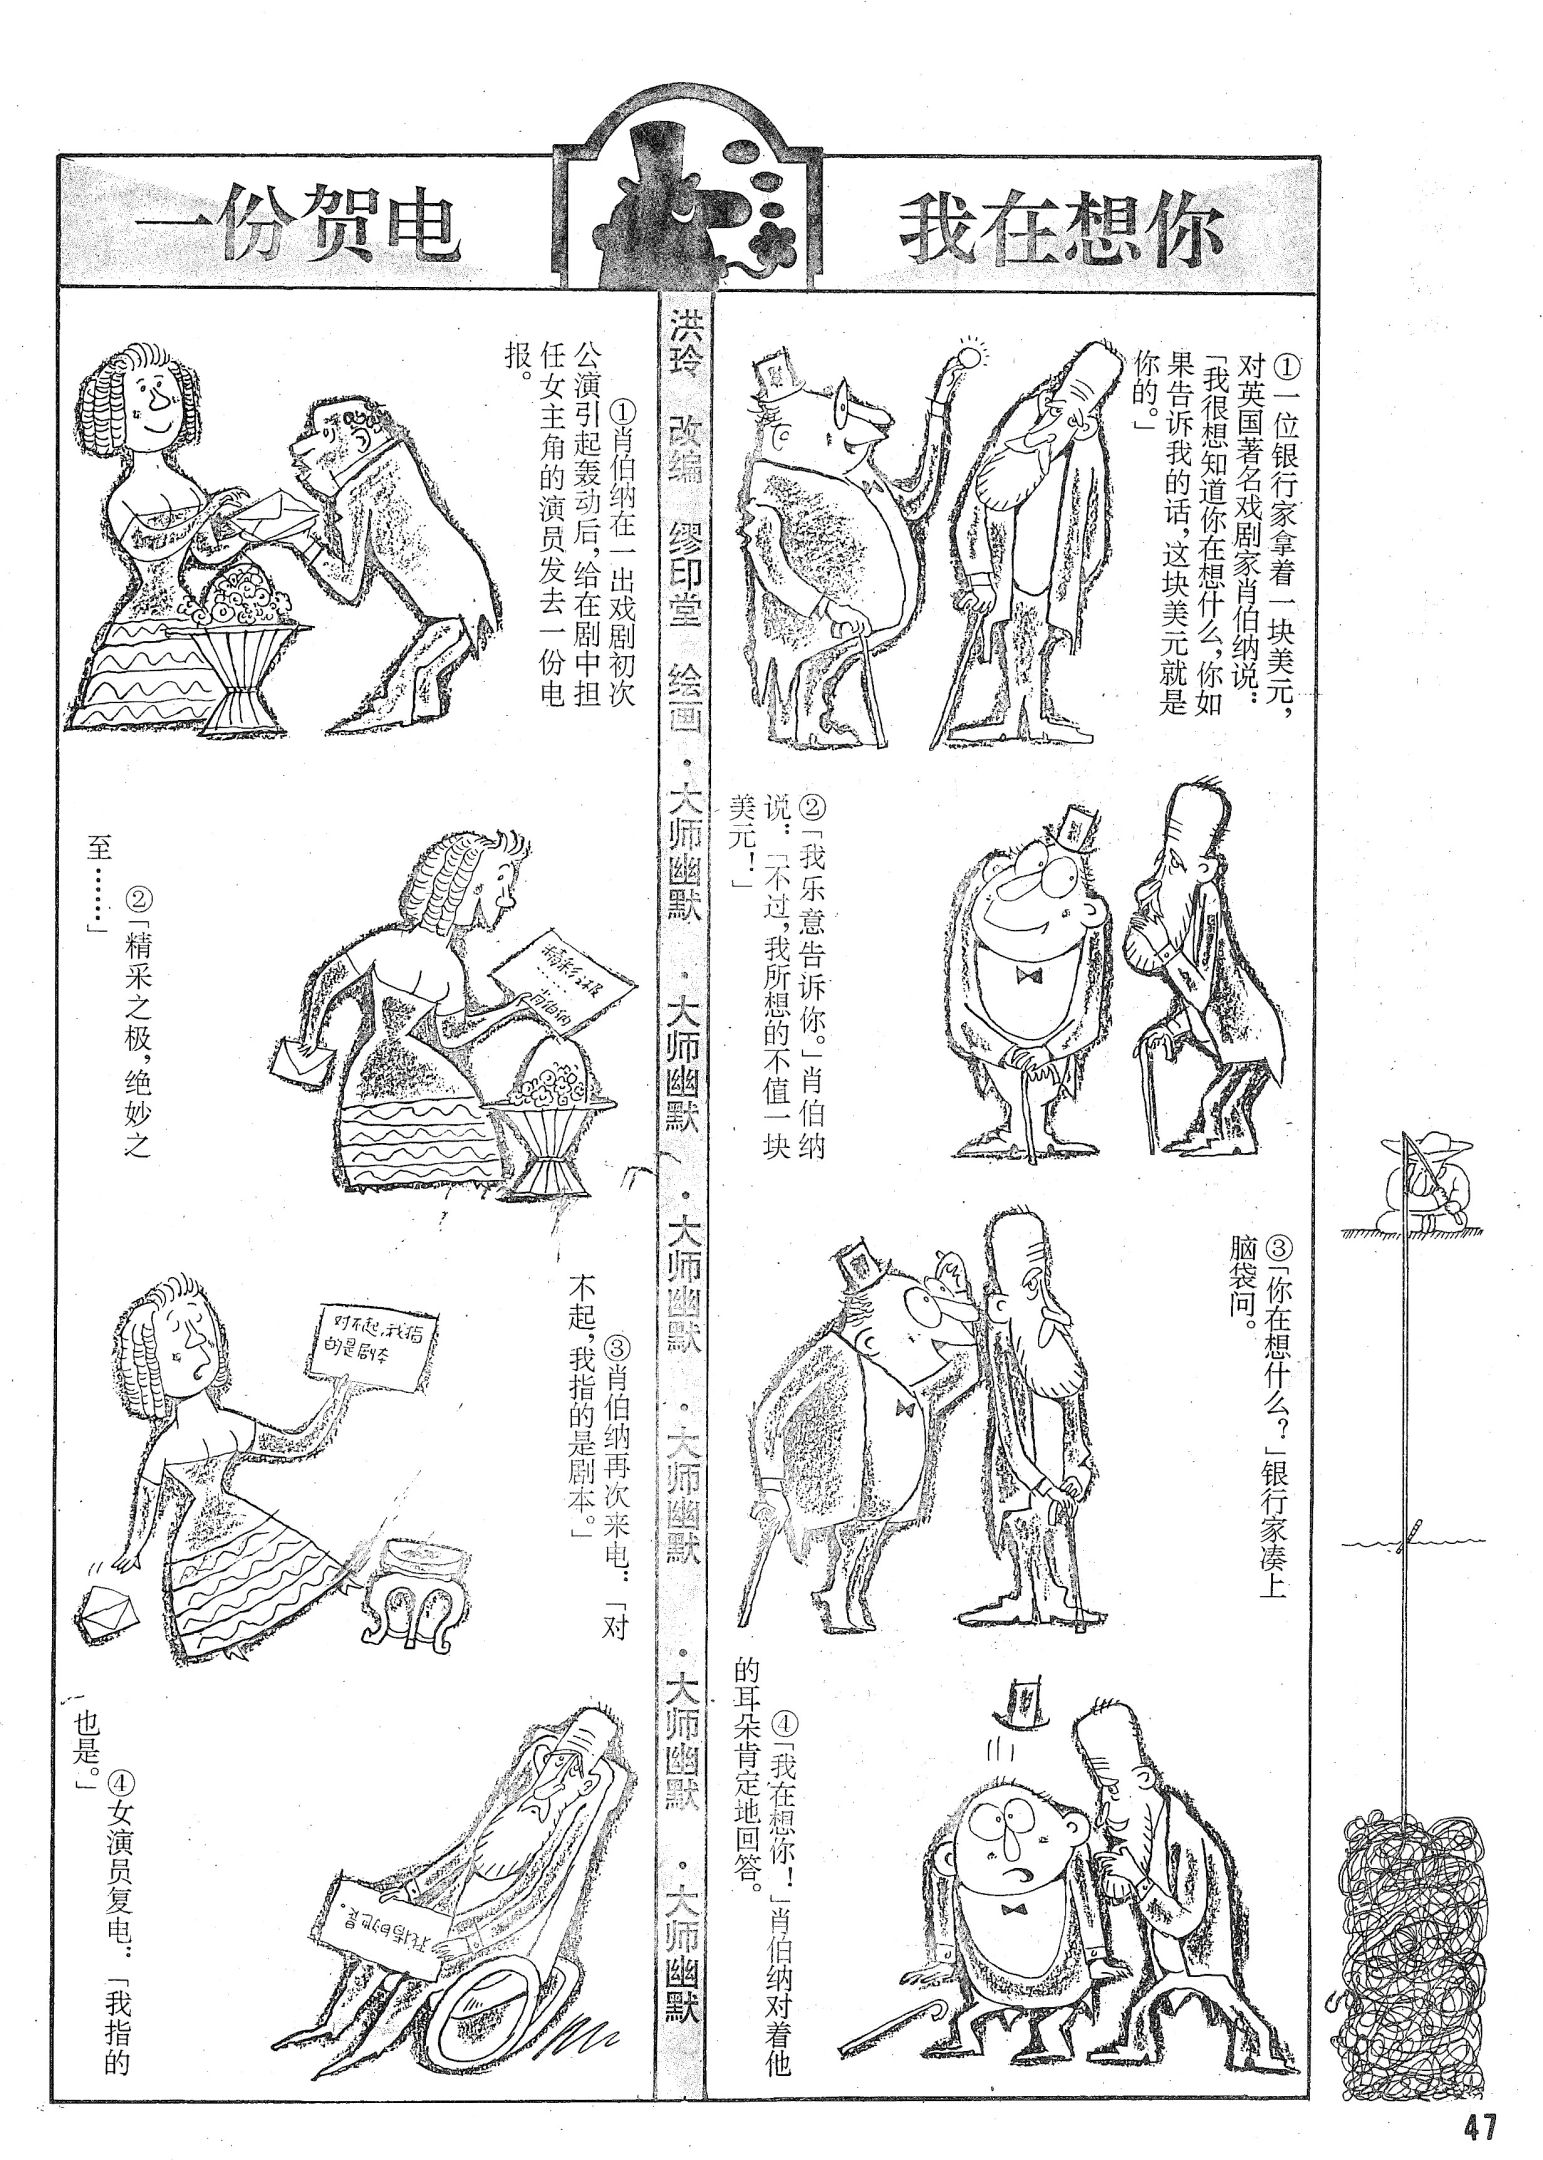 我在想你
①一位银行家拿着一块美元，
对英国著名戏剧家肖伯纳说：
「我很想知道你在想什么，你如
果告诉我的话，这块美元就是
你的。」
②「我乐意告诉你。」肖伯纳
说：「不过，我所想的不值一块
美元！」
③「你在想什么？」银行家凑上
脑袋问。
④「我在想你！」肖伯纳对着他
的耳朵肯定地回答。
洪玲 改编 缪印堂 绘画·大师幽默·大师幽默·大师幽默·大师幽默·大师幽默·大师幽默
一份贺电
①肖伯纳在一出戏剧初次
公演引起轰动后，给在剧中担
任女主角的演员发去一份电
报。
②「精采之极，绝妙之
至……」
精采之极
……
肖伯纳
③肖伯纳再次来电：「对
不起，我指的是剧本。」
对不起，我指
的是剧本
④女演员复电：「我指的
也是。」
我指的也是。
47